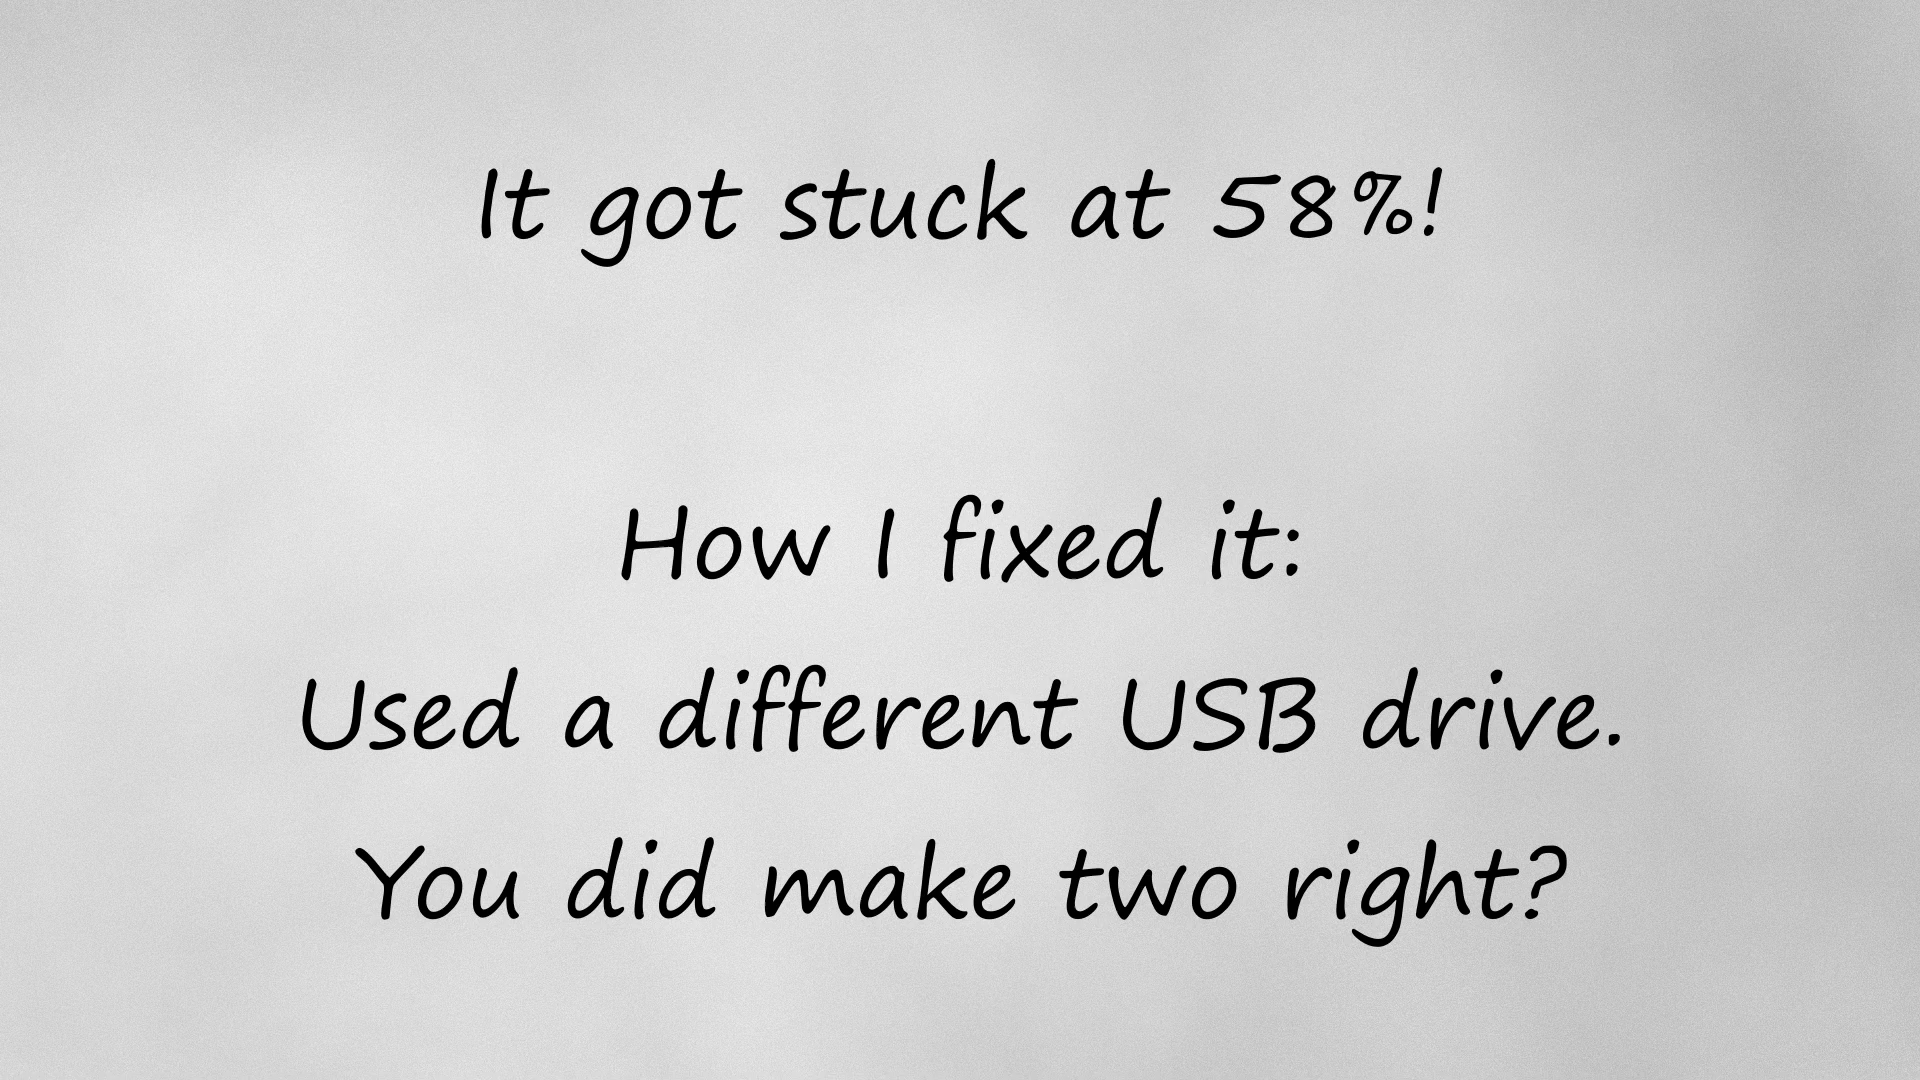 It got stuck at 58%!
How I fixed it:
Used a different USB drive.
You did make two right?